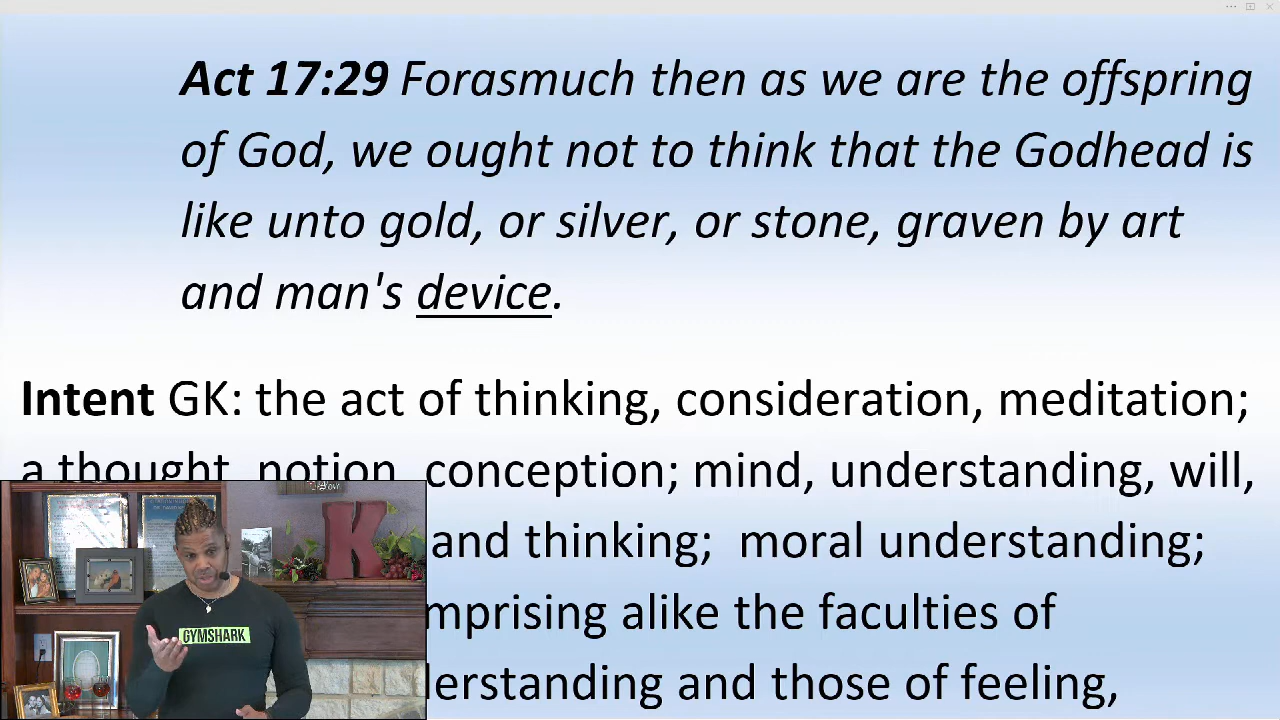 Act 17:29 Forasmuch then as we are the offspring
of God, we ought not to think that the Godhead is
like unto gold, or silver, or stone, graven by art
and man's device.
Intent GK: the act of thinking, consideration, meditation;
a thought, notion, conception; mind, understanding, will,
and thinking; moral understanding;
mprising alike the faculties of
derstanding and those of feeling,
K
GYMSHARK